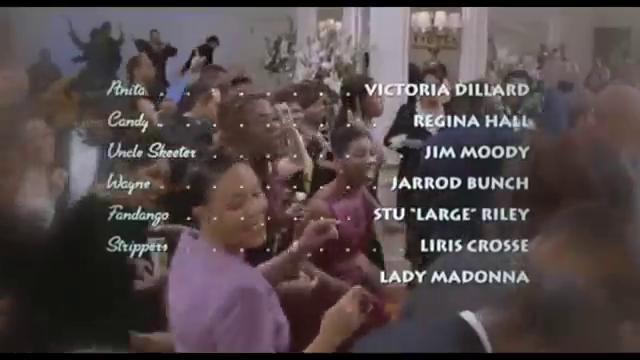 Anita . . . . . . . . VICTORIA DILLARD
Candy . . . . . . . . REGINA HALL
Uncle Skeeter . . . . . . JIM MOODY
Wayne . . . . . . . . JARROD BUNCH
Fandango . . . . . . . STU "LARGE" RILEY
Strippers . . . . . . . . LIRIS CROSSE
LADY MADONNA